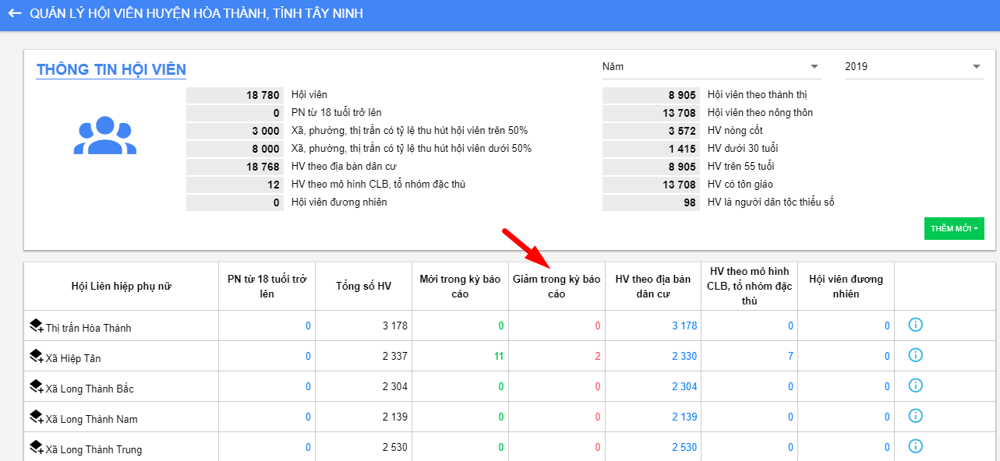 QUẢN LÝ HỘI VIÊN HUYỆN HÒA THÀNH, TỈNH TÂY NINH
THÔNG TIN HỘI VIÊN
Năm
2019
18 780 Hội viên
0 PN từ 18 tuổi trở lên
3 000 Xã, phường, thị trấn có tỷ lệ thu hút hội viên trên 50%
8 000 Xã, phường, thị trấn có tỷ lệ thu hút hội viên dưới 50%
18 768 HV theo địa bàn dân cư
12 HV theo mô hình CLB, tổ nhóm đặc thù
0 Hội viên đương nhiên
8 905 Hội viên theo thành thị
13 708 Hội viên theo nông thôn
3 572 HV nòng cốt
1 415 HV dưới 30 tuổi
8 905 HV trên 55 tuổi
13 708 HV có tôn giáo
98 HV là người dân tộc thiểu số
THÊM MỚI
Hội Liên hiệp phụ nữ
PN từ 18 tuổi trở
lên
Tổng số HV
Mới trong kỳ báo
cáo
Giảm trong kỳ báo
cáo
HV theo địa bàn
dân cư
HV theo mô hình
CLB, tổ nhóm đặc
thù
Hội viên đương
nhiên
Thị trấn Hòa Thành 0 3 178 0 0 3 178 0 0
Xã Hiệp Tân 0 2 337 11 2 2 330 7 0
Xã Long Thành Bắc 0 2 304 0 0 2 304 0 0
Xã Long Thành Nam 0 2 139 0 0 2 139 0 0
Xã Long Thành Trung 0 2 530 0 0 2 530 0 0